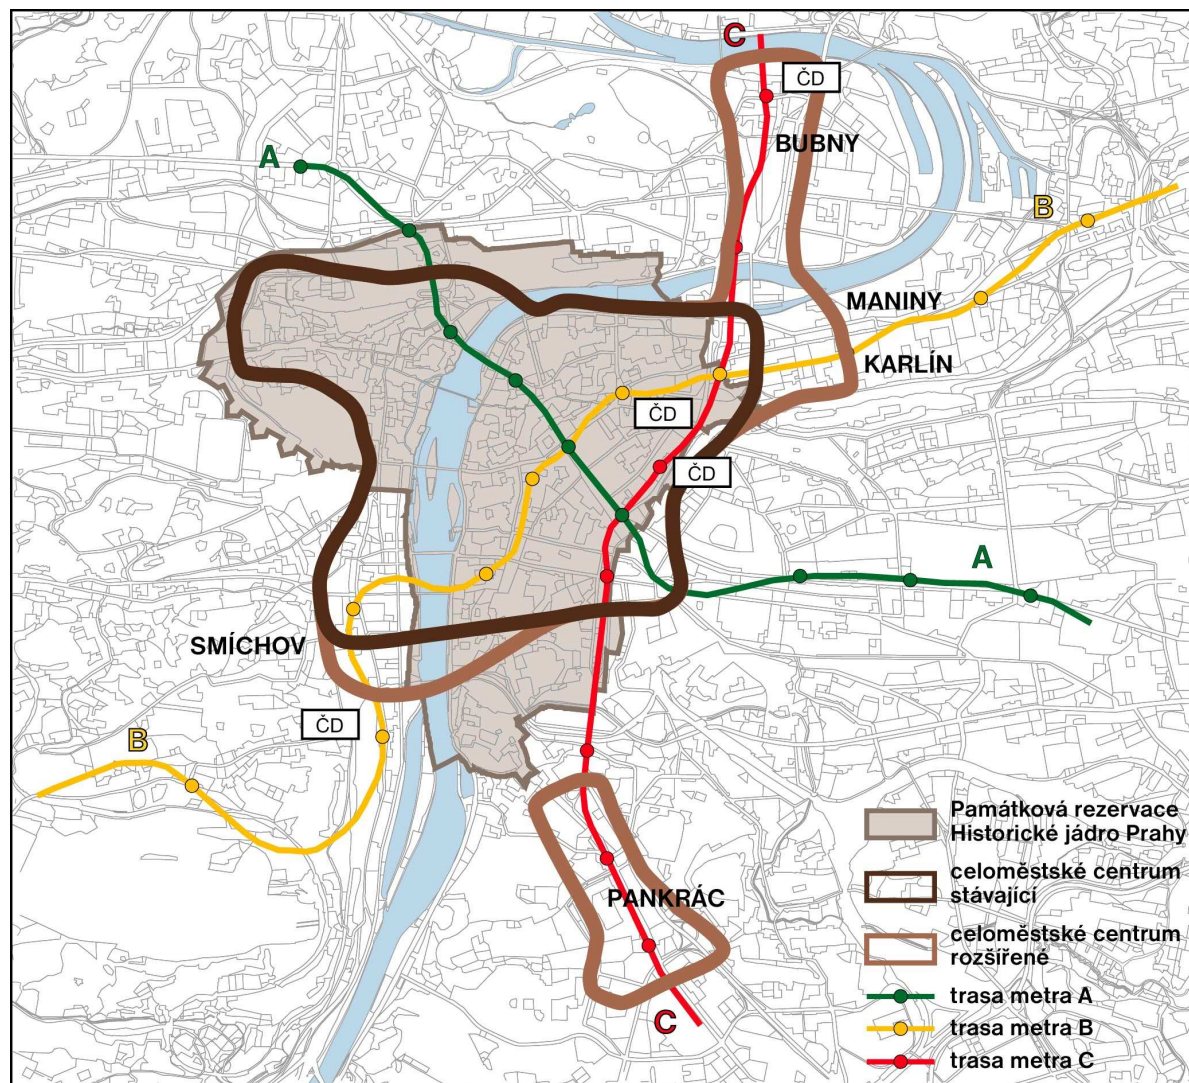 C
ČD
BUBNY
A
B
MANINY
KARLÍN
ČD
ČD
A
SMÍCHOV
ČD
B
PANKRÁC
C
Památková rezervace
Historické jádro Prahy
celoměstské centrum
stávající
celoměstské centrum
rozšířené
trasa metra A
trasa metra B
trasa metra C